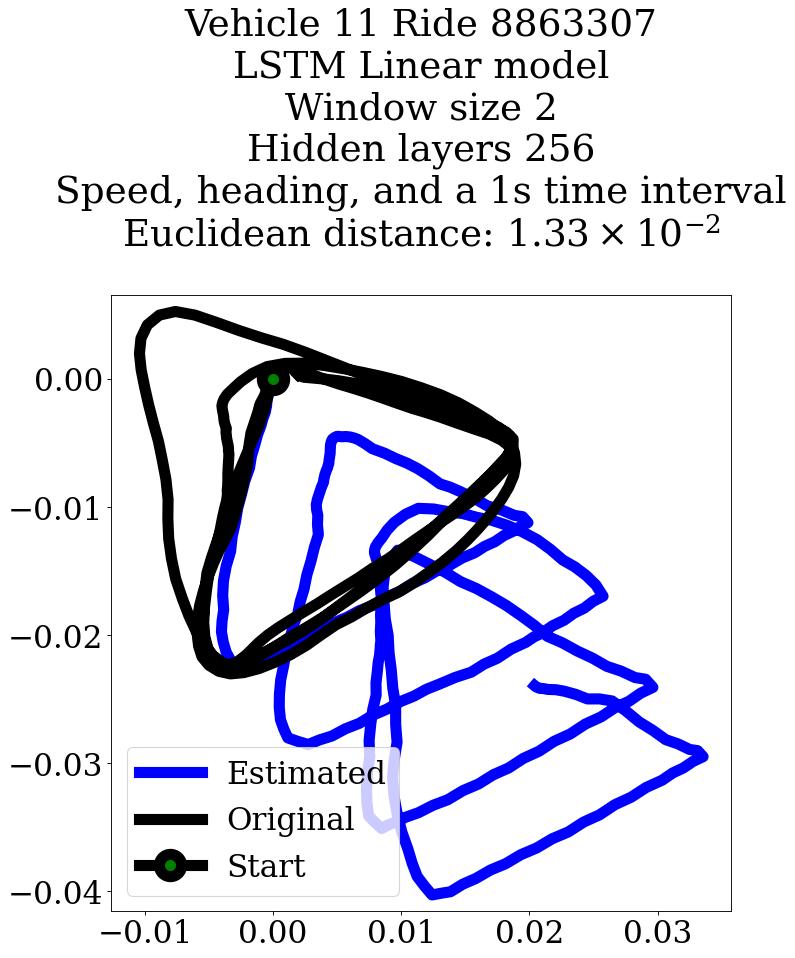 Vehicle 11 Ride 8863307
LSTM Linear model
Window size 2
Hidden layers 256
Speed, heading, and a 1s time interval
Euclidean distance: 1.33 × 10⁻²
0.00
−0.01
−0.02
−0.03
−0.04
Estimated
Original
Start
−0.01 0.00 0.01 0.02 0.03